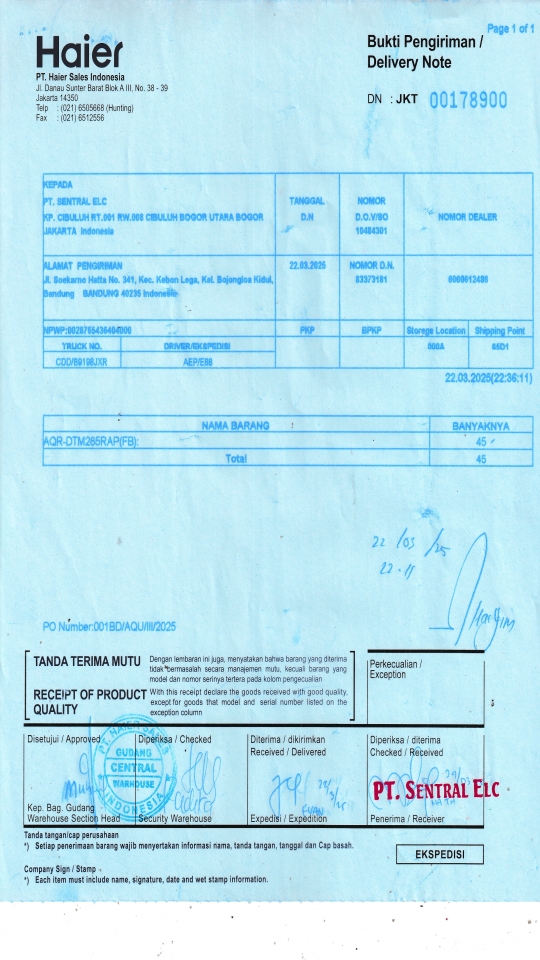 Page 1 of 1
Haier
Bukti Pengiriman /
Delivery Note
PT. Haier Sales Indonesia
Jl. Danau Sunter Barat Blok A III, No. 38 - 39
Jakarta 14350
Telp : (021) 6505668 (Hunting)
Fax : (021) 6512556
DN : JKT 00178900
KEPADA
PT. SENTRAL ELC
KP. CIBULUH RT.001 RW.008 CIBULUH BOGOR UTARA BOGOR
JAKARTA Indonesia
TANGGAL
D.N
NOMOR
D.O.V/SO
10484301
NOMOR DEALER
ALAMAT PENGIRIMAN
Jl. Soekarno Hatta No. 341, Kec. Kebon Lega, Kel. Bojongloa Kidul,
Bandung BANDUNG 40235 Indonesia
22.03.2025
NOMOR D.N.
83373181
PKP
BPKP
Storege Location
Shipping Point
TRUCK NO.
DRIVER/EKSPEDISI
CDD/B9198JXR
22.03.2025(22:36:11)
NAMA BARANG
BANYAKNYA
AQR-DTM285RAP(FB):
45
Total
45
22/03/25
22-11
PO Number:001BD/AQU/III/2025
TANDA TERIMA MUTU
Dengan lembaran ini juga, menyatakan bahwa barang yang diterima
tidak bermasalah secara manajemen mutu, kecuali barang yang
model dan nomor serinya tertera pada kolom pengecualian
RECEIPT OF PRODUCT
QUALITY
With this receipt declare the goods received with good quality,
except for goods that model and serial number listed on the
exception column
Perkecualian /
Exception
Disetujui / Approved
Diperiksa / Checked
Diterima / dikirimkan
Received / Delivered
Diperiksa / diterima
Checked / Received
GUDANG
CENTRAL
WAREHOUSE
INDONESIA
PT. SENTRAL ELC
Kep. Bag. Gudang
Warehouse Section Head
Security Warehouse
Expedisi / Expedition
Penerima / Receiver
Tanda tangan/cap perusahaan
*) Setiap penerimaan barang wajib menyertakan informasi nama, tanda tangan, tanggal dan Cap basah.
EKSPEDISI
Company Sign / Stamp
*) Each item must include name, signature, date and wet stamp information.